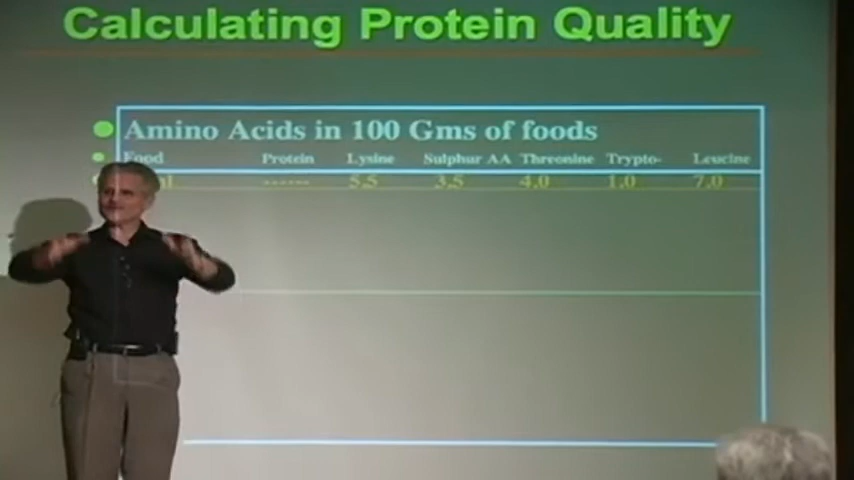 Calculating Protein Quality
Amino Acids in 100 Gms of foods
Food Protein Lysine Sulphur AA Threonine Trypto- Leucine
------ 5.5 3.5 4.0 1.0 7.0